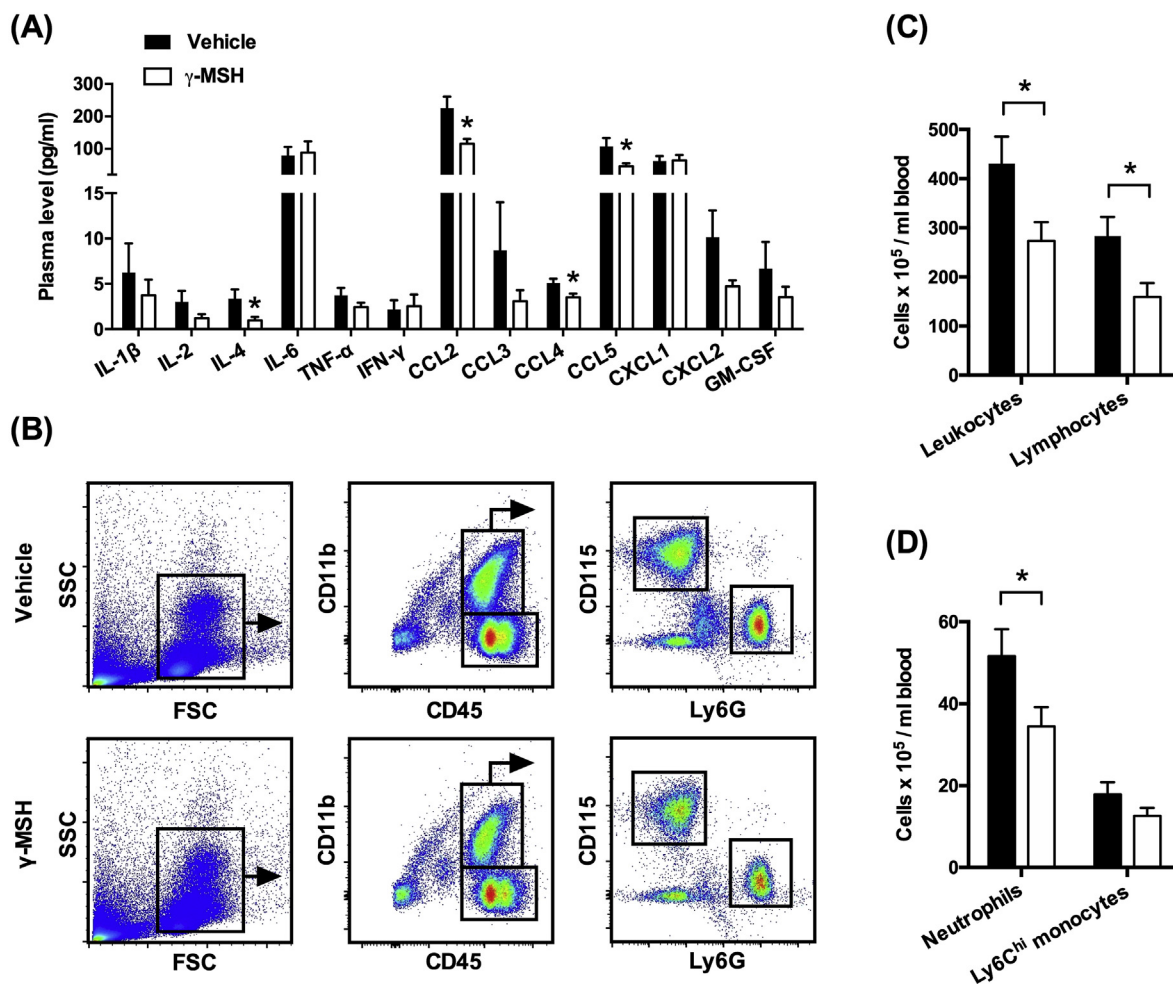 (A)
Vehicle
γ-MSH
Plasma level (pg/ml)
300
200
100
15
10
5
0
*
*
*
*
IL-1β
IL-2
IL-4
IL-6
TNF-α
IFN-γ
CCL2
CCL3
CCL4
CCL5
CXCL1
CXCL2
GM-CSF
(B)
Vehicle
SSC
FSC
CD11b
CD45
CD115
Ly6G
γ-MSH
SSC
FSC
CD11b
CD45
CD115
Ly6G
(C)
*
*
Cells x 10⁵ / ml blood
500
400
300
200
100
0
Leukocytes
Lymphocytes
(D)
*
Cells x 10⁵ / ml blood
60
40
20
0
Neutrophils
Ly6Cʰⁱ monocytes